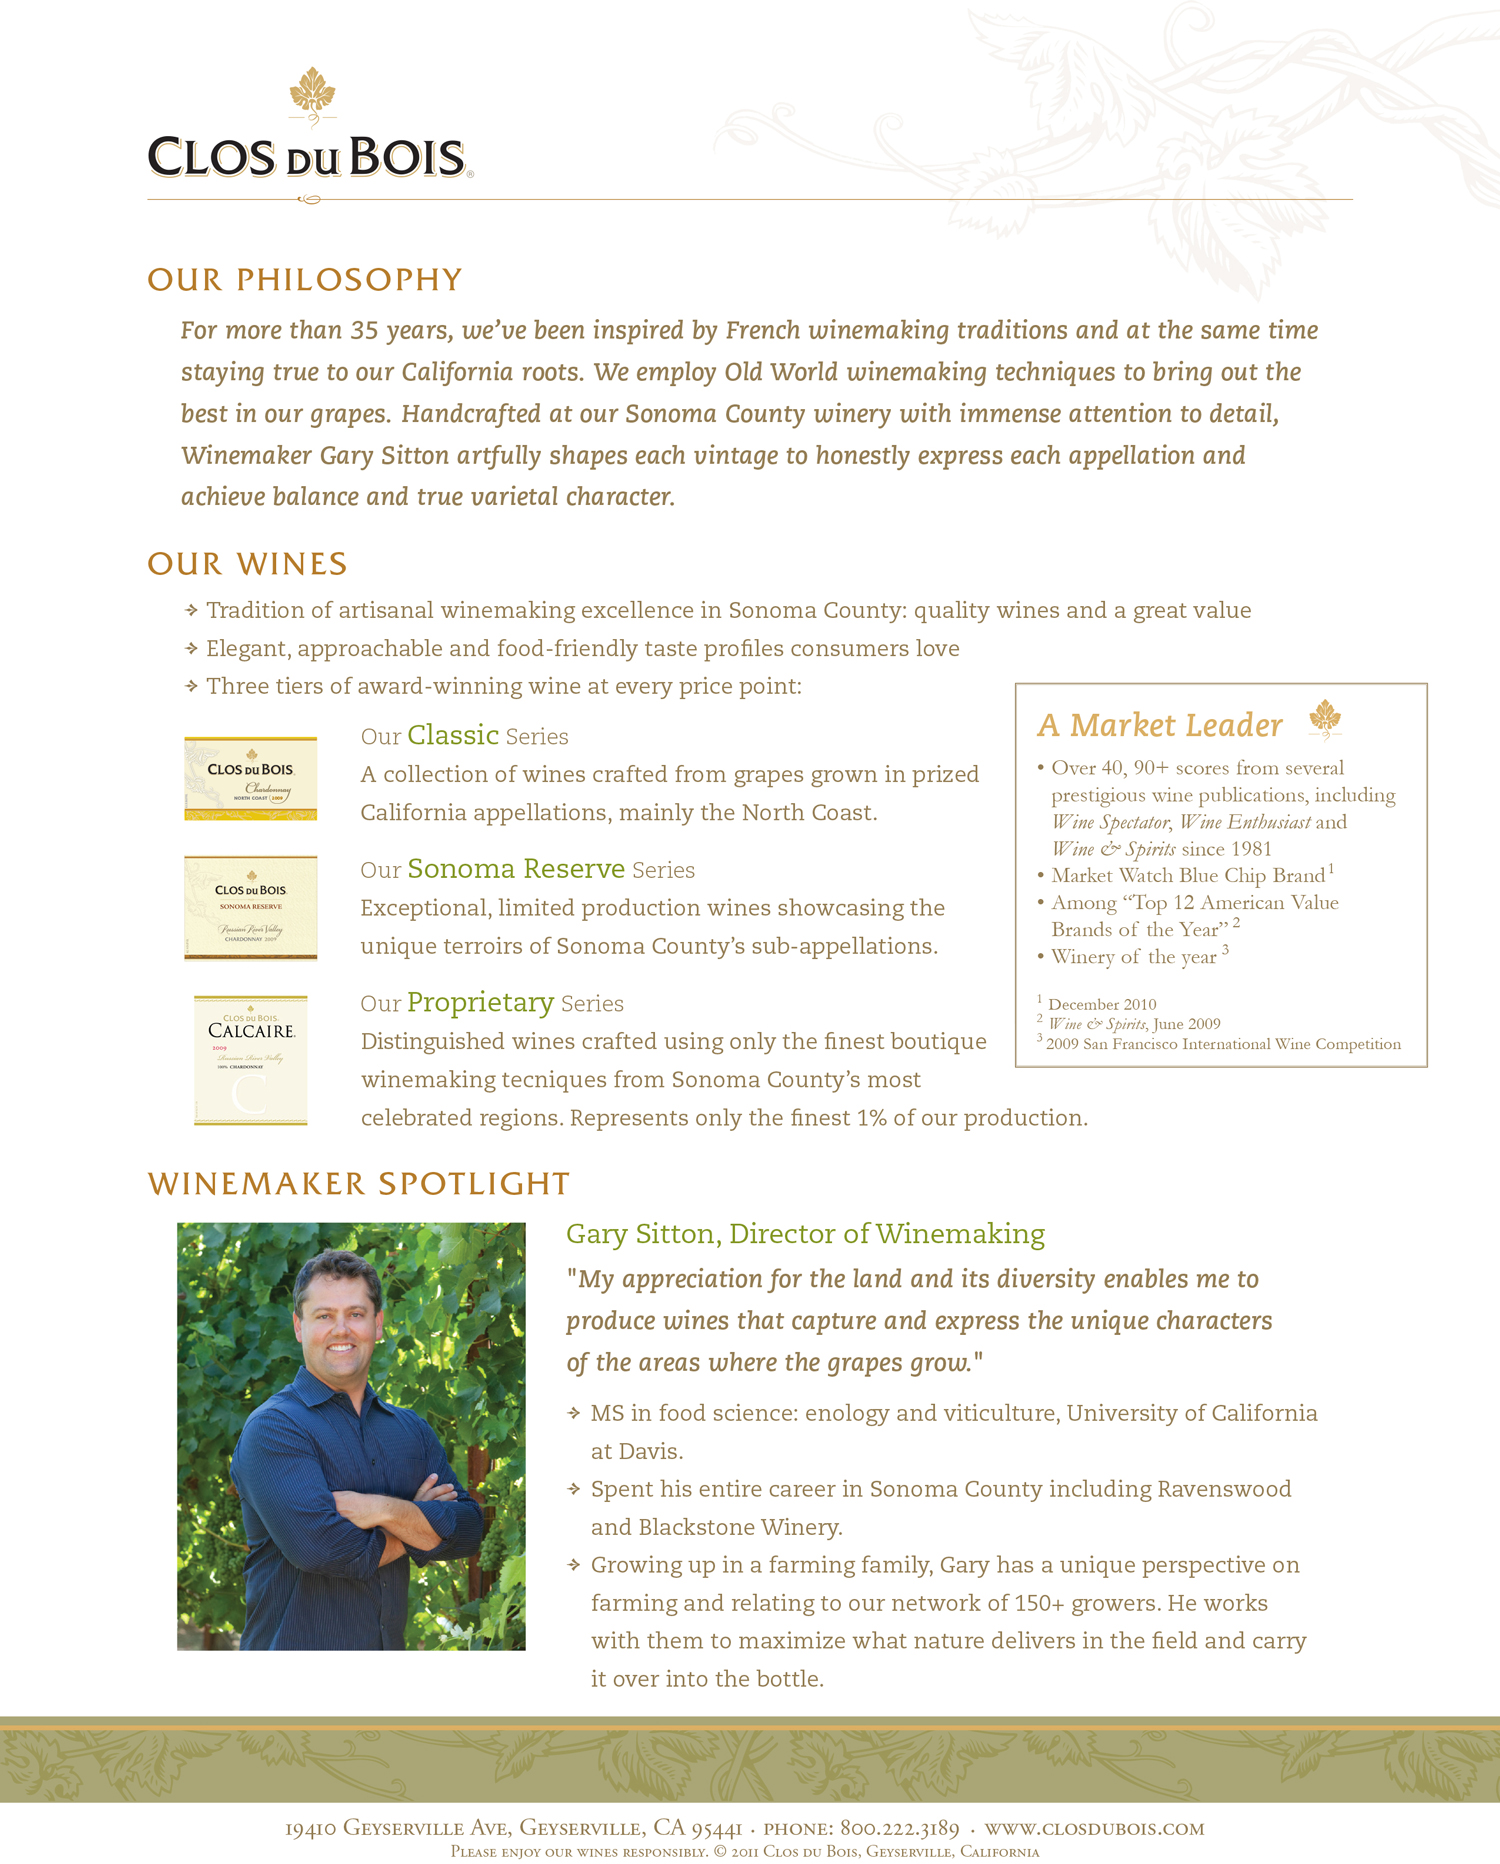 CLOS DU BOIS®
OUR PHILOSOPHY
For more than 35 years, we've been inspired by French winemaking traditions and at the same time
staying true to our California roots. We employ Old World winemaking techniques to bring out the
best in our grapes. Handcrafted at our Sonoma County winery with immense attention to detail,
Winemaker Gary Sitton artfully shapes each vintage to honestly express each appellation and
achieve balance and true varietal character.
OUR WINES
Tradition of artisanal winemaking excellence in Sonoma County: quality wines and a great value
Elegant, approachable and food-friendly taste profiles consumers love
Three tiers of award-winning wine at every price point:
CLOS DU BOIS.
Chardonnay
NORTH COAST | 2009
Our Classic Series
A collection of wines crafted from grapes grown in prized
California appellations, mainly the North Coast.
CLOS DU BOIS.
SONOMA RESERVE
Russian River Valley
CHARDONNAY 2009
Our Sonoma Reserve Series
Exceptional, limited production wines showcasing the
unique terroirs of Sonoma County's sub-appellations.
CLOS DU BOIS.
CALCAIRE.
2009
Russian River Valley
100% CHARDONNAY
C
Our Proprietary Series
Distinguished wines crafted using only the finest boutique
winemaking tecniques from Sonoma County's most
celebrated regions. Represents only the finest 1% of our production.
A Market Leader
• Over 40, 90+ scores from several
prestigious wine publications, including
Wine Spectator, Wine Enthusiast and
Wine & Spirits since 1981
• Market Watch Blue Chip Brand 1
• Among “Top 12 American Value
Brands of the Year” 2
• Winery of the year 3
1 December 2010
2 Wine & Spirits, June 2009
3 2009 San Francisco International Wine Competition
WINEMAKER SPOTLIGHT
Gary Sitton, Director of Winemaking
"My appreciation for the land and its diversity enables me to
produce wines that capture and express the unique characters
of the areas where the grapes grow."
MS in food science: enology and viticulture, University of California
at Davis.
Spent his entire career in Sonoma County including Ravenswood
and Blackstone Winery.
Growing up in a farming family, Gary has a unique perspective on
farming and relating to our network of 150+ growers. He works
with them to maximize what nature delivers in the field and carry
it over into the bottle.
19410 Geyserville Ave, Geyserville, CA 95441 · phone: 800.222.3189 · www.closdubois.com
Please enjoy our wines responsibly. © 2011 Clos du Bois, Geyserville, California